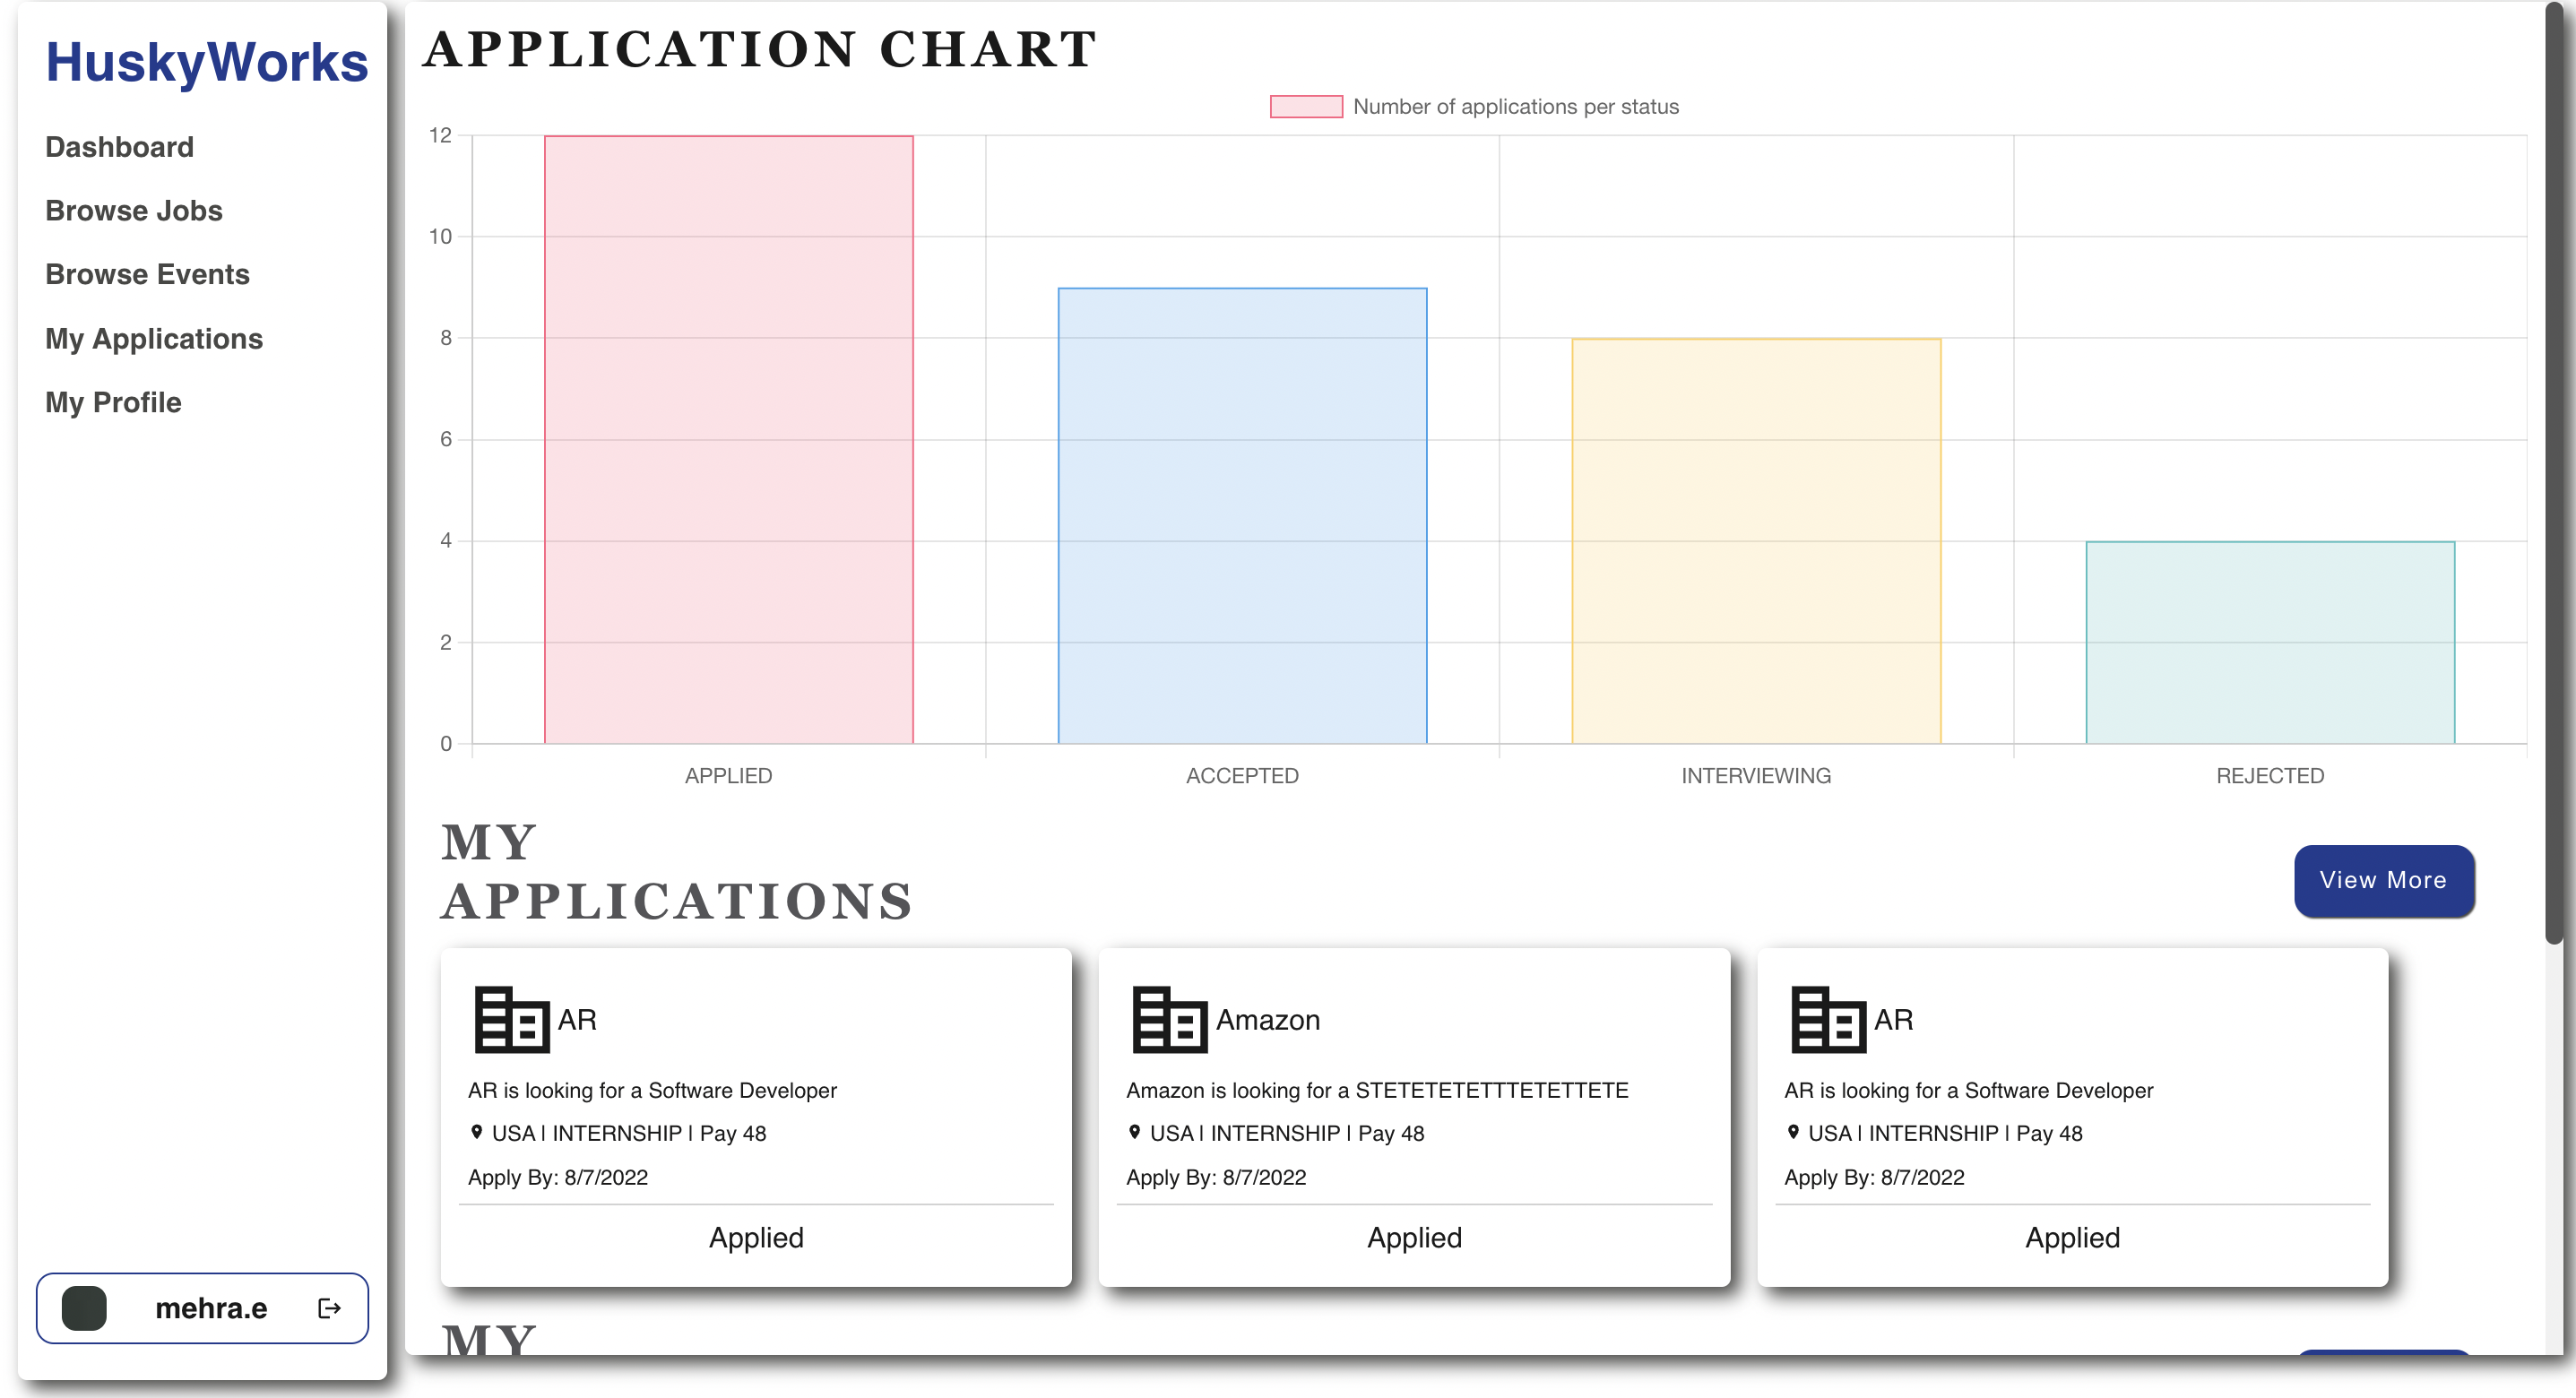 HuskyWorks
Dashboard
Browse Jobs
Browse Events
My Applications
My Profile
mehra.e
APPLICATION CHART
Number of applications per status
12
10
8
6
4
2
0
APPLIED
ACCEPTED
INTERVIEWING
REJECTED
MY
APPLICATIONS
View More
AR
AR is looking for a Software Developer
USA | INTERNSHIP | Pay 48
Apply By: 8/7/2022
Applied
Amazon
Amazon is looking for a STETETETETTTETETTETE
USA | INTERNSHIP | Pay 48
Apply By: 8/7/2022
Applied
AR
AR is looking for a Software Developer
USA | INTERNSHIP | Pay 48
Apply By: 8/7/2022
Applied
MY